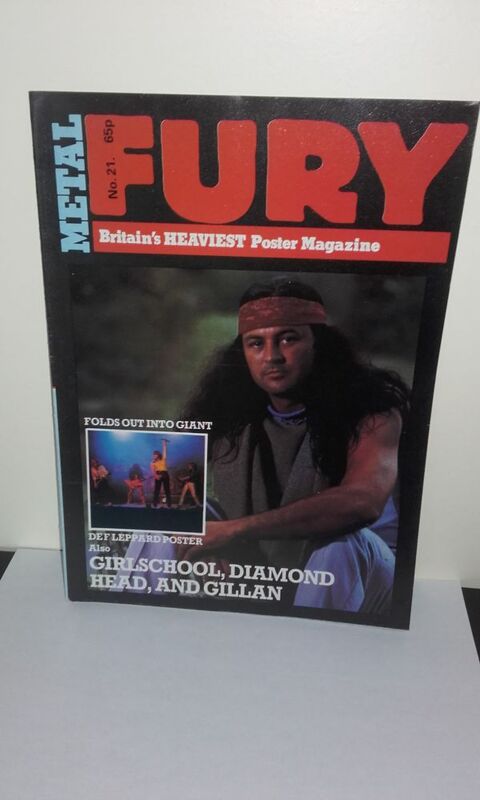 METAL
FURY
No. 21. 65p
Britain's HEAVIEST Poster Magazine
FOLDS OUT INTO GIANT
DEF LEPPARD POSTER
Also
GIRLSCHOOL, DIAMOND
HEAD, AND GILLAN